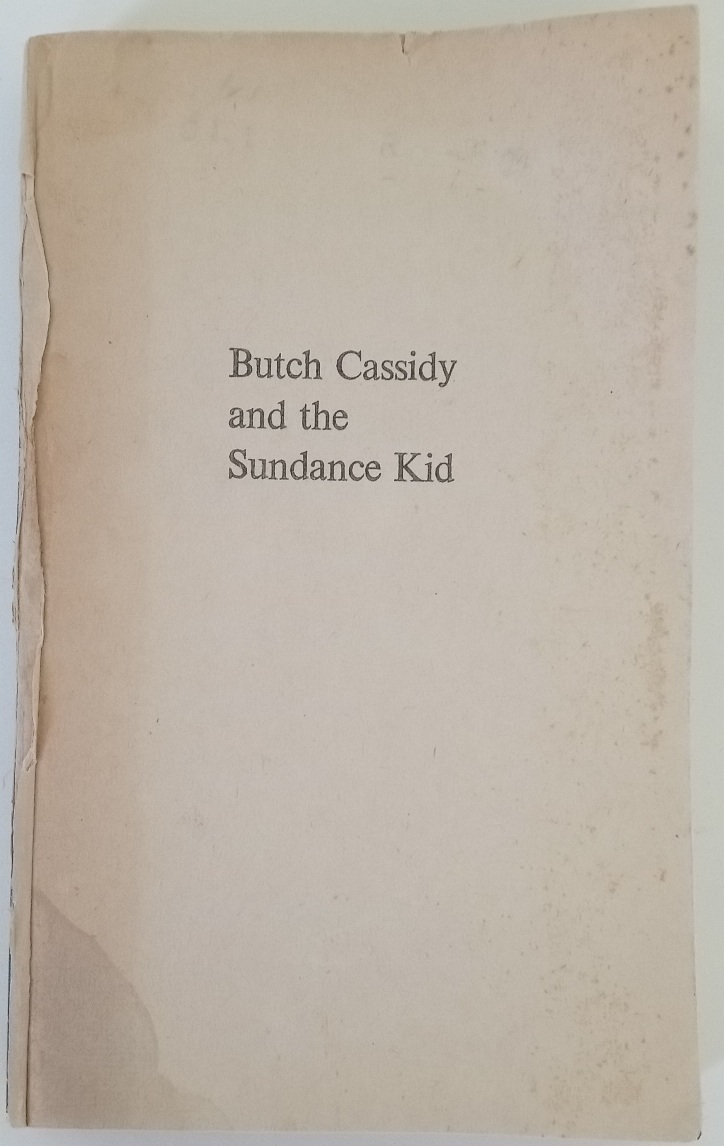 Butch Cassidy
and the
Sundance Kid